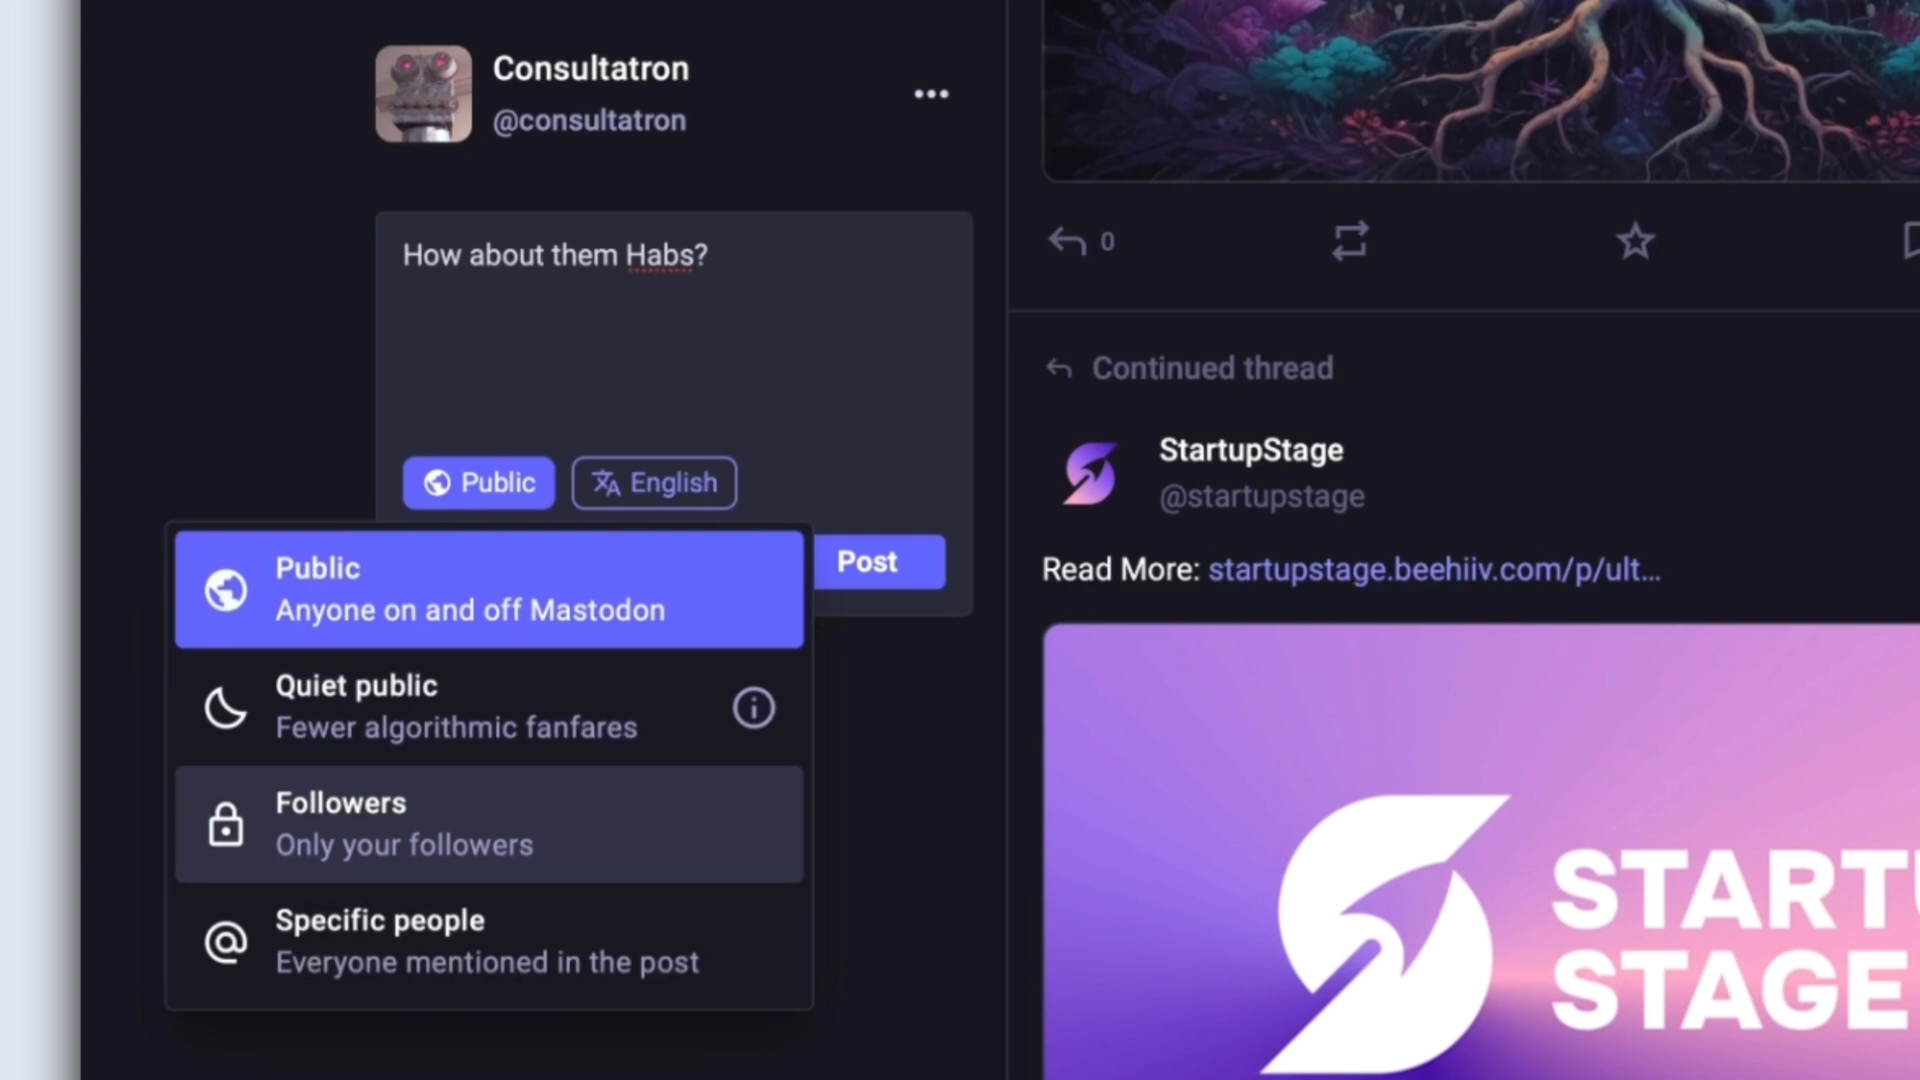 Consultatron
@consultatron
How about them Habs?
Public
English
Post
Public
Anyone on and off Mastodon
Quiet public
Fewer algorithmic fanfares
Followers
Only your followers
Specific people
Everyone mentioned in the post
0
Continued thread
StartupStage
@startupstage
Read More: startupstage.beehiiv.com/p/ult…
STARTU
STAGE